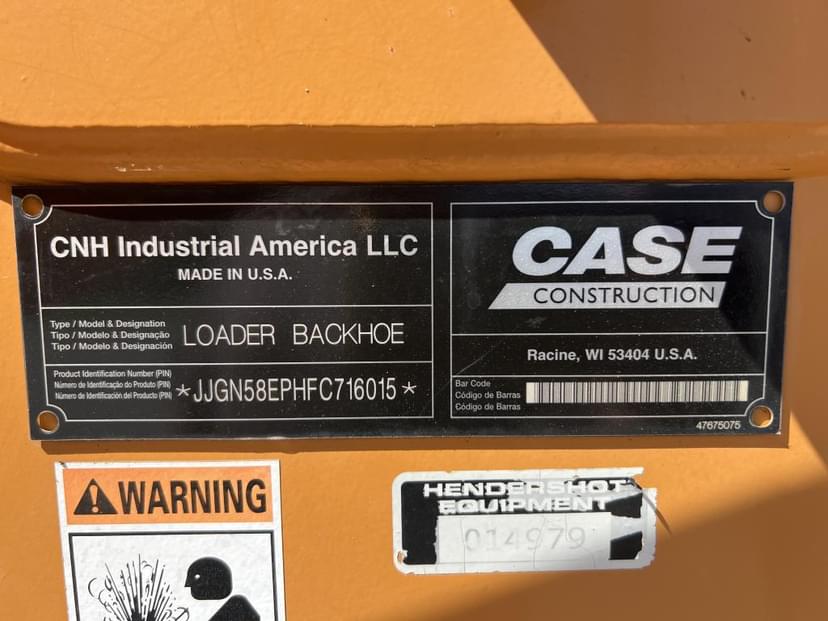 CNH Industrial America LLC
MADE IN U.S.A.
Type / Model & Designation
Tipo / Modelo & Designação
Tipo / Modelo & Designación
LOADER BACKHOE
Product Identification Number (PIN)
Número de Identificação do Produto (PIN)
Número de Identificación del Producto (PIN)
*JJGN58EPHFC716015*
CASE
CONSTRUCTION
Racine, WI 53404 U.S.A.
Bar Code
Código de Barras
Código de Barras
47675075
WARNING
HENDERSHOT
EQUIPMENT
014979